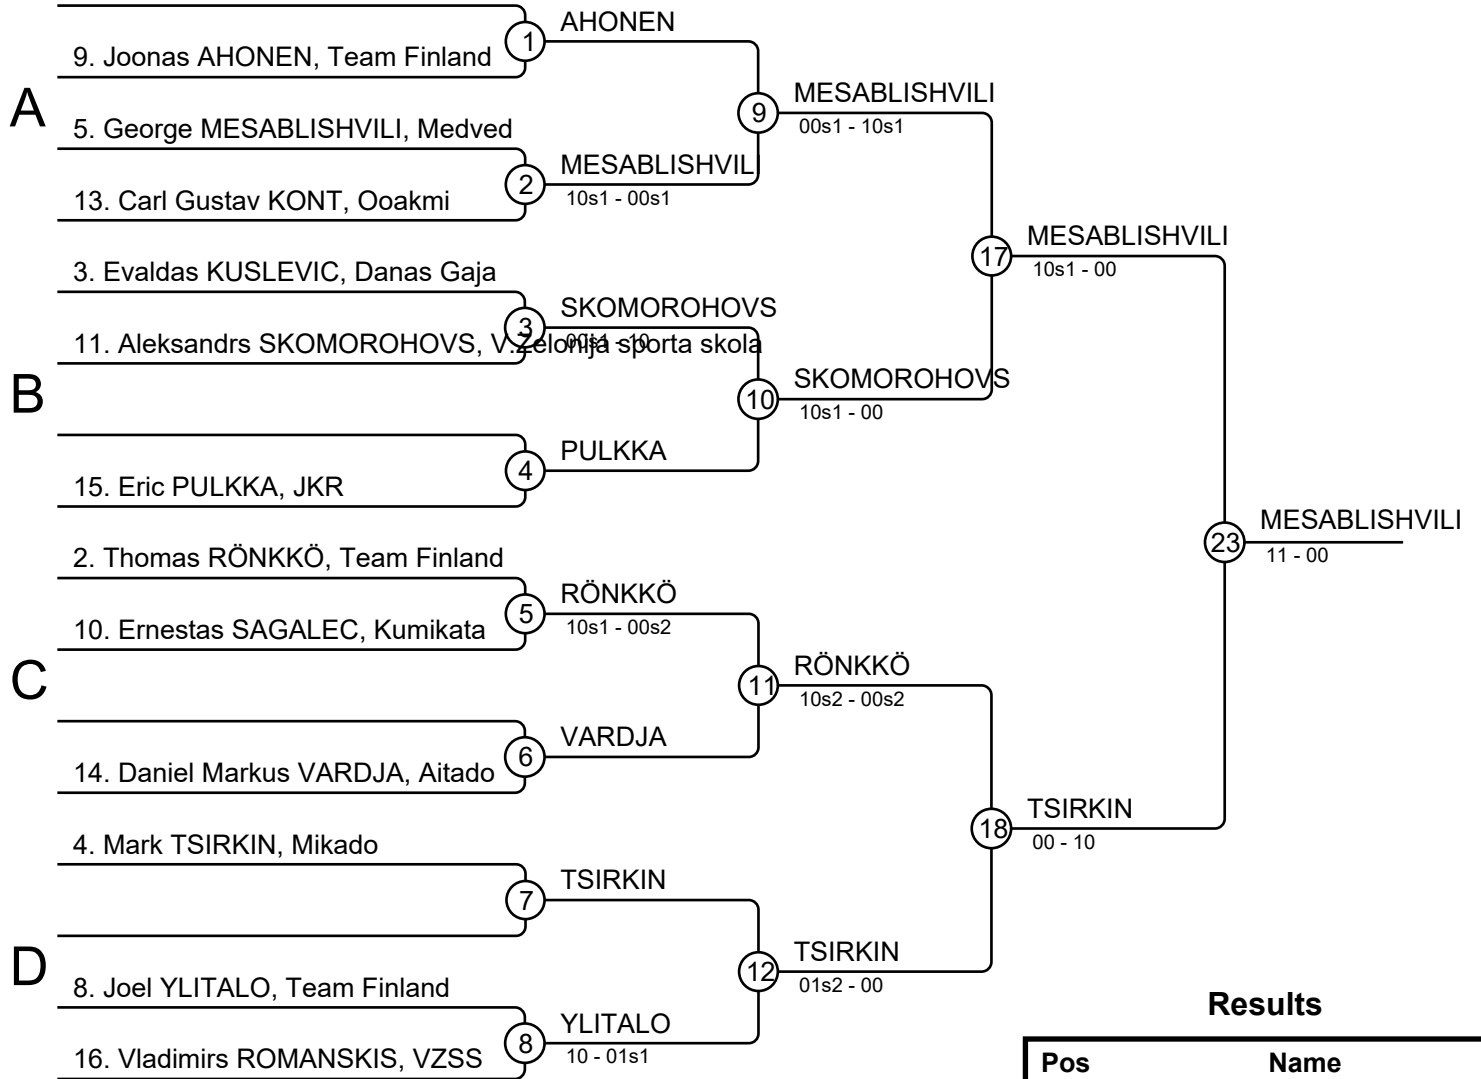 AHONEN
1
9. Joonas AHONEN, Team Finland
A
MESABLISHVILI
9
00s1 - 10s1
5. George MESABLISHVILI, Medved
MESABLISHVILI
2
10s1 - 00s1
13. Carl Gustav KONT, Ooakmi
MESABLISHVILI
17
10s1 - 00
3. Evaldas KUSLEVIC, Danas Gaja
SKOMOROHOVS
3
00s1 - 10
11. Aleksandrs SKOMOROHOVS, V.Zelonija sporta skola
B
SKOMOROHOVS
10
10s1 - 00
PULKKA
4
15. Eric PULKKA, JKR
MESABLISHVILI
23
11 - 00
2. Thomas RÖNKKÖ, Team Finland
RÖNKKÖ
5
10s1 - 00s2
10. Ernestas SAGALEC, Kumikata
C
RÖNKKÖ
11
10s2 - 00s2
VARDJA
6
14. Daniel Markus VARDJA, Aitado
TSIRKIN
18
00 - 10
4. Mark TSIRKIN, Mikado
TSIRKIN
7
D
TSIRKIN
12
01s2 - 00
8. Joel YLITALO, Team Finland
YLITALO
8
10 - 01s1
16. Vladimirs ROMANSKIS, VZSS
Results
Pos Name